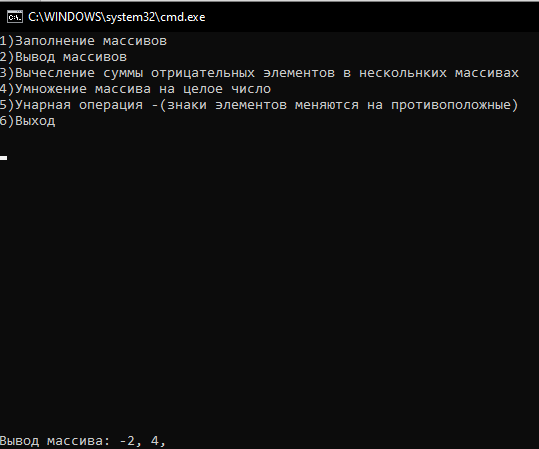 C:\WINDOWS\system32\cmd.exe
1)Заполнение массивов
2)Вывод массивов
3)Вычесление суммы отрицательных элементов в нескольнких массивах
4)Умножение массива на целое число
5)Унарная операция -(знаки элементов меняются на противоположные)
6)Выход
Вывод массива: -2, 4,